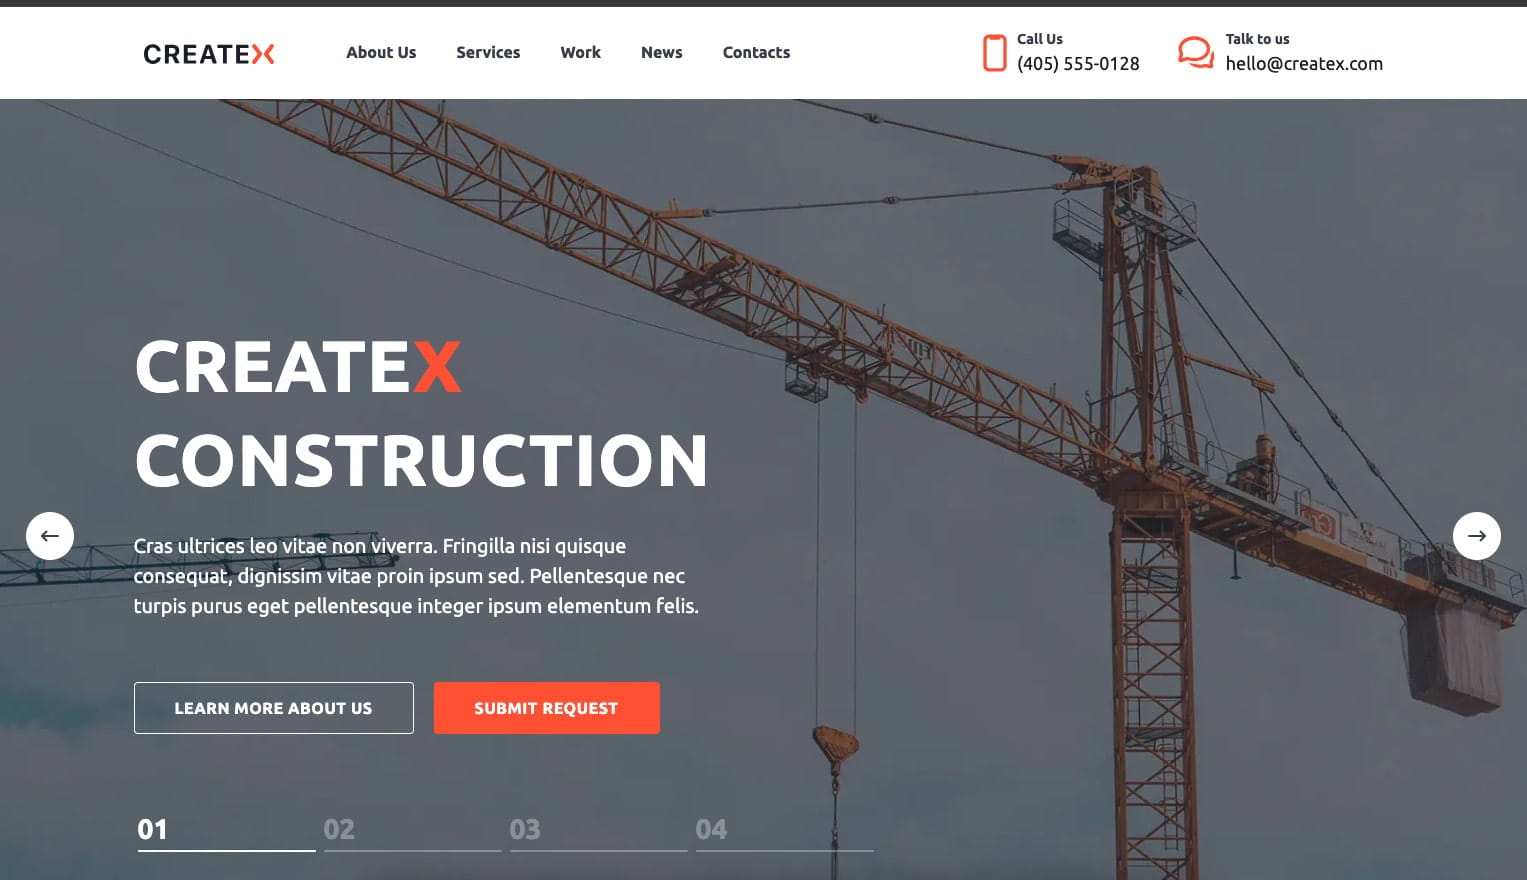 CREATEX
About Us Services Work News Contacts
Call Us
(405) 555-0128
Talk to us
hello@createx.com
CREATEX
CONSTRUCTION
Cras ultrices leo vitae non viverra. Fringilla nisi quisque
consequat, dignissim vitae proin ipsum sed. Pellentesque nec
turpis purus eget pellentesque integer ipsum elementum felis.
LEARN MORE ABOUT US
SUBMIT REQUEST
01 02 03 04